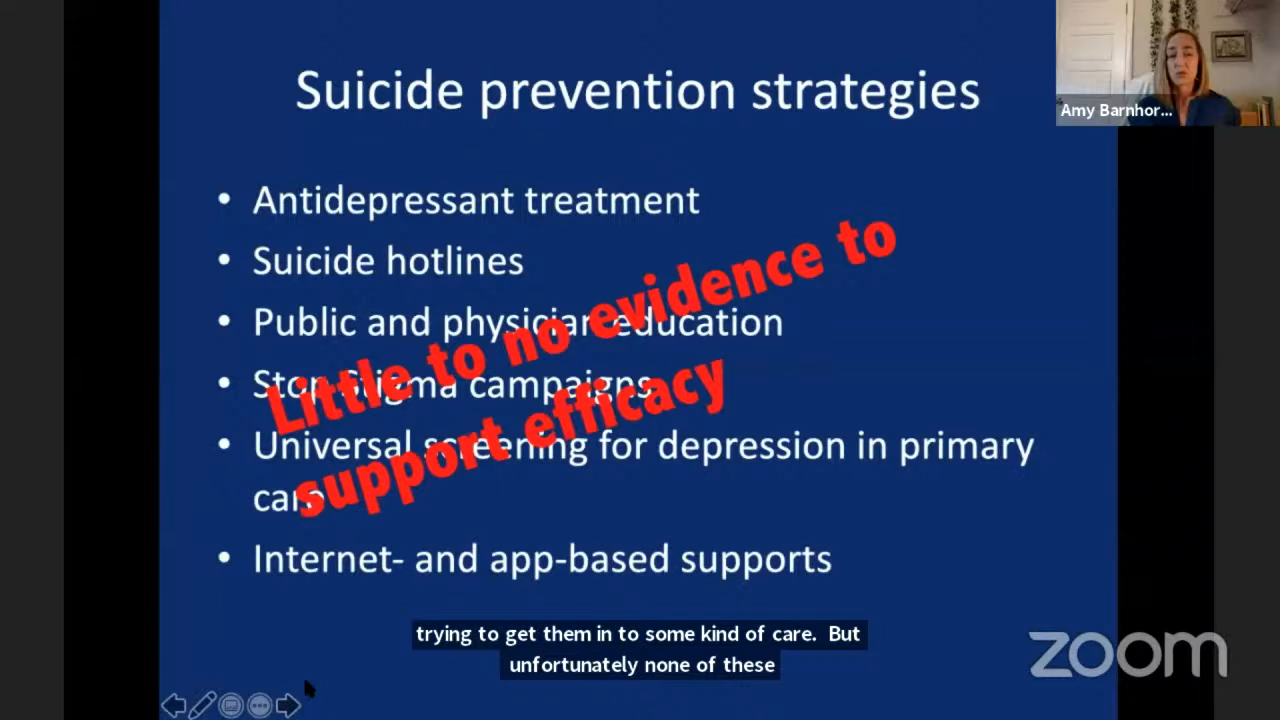 Suicide prevention strategies
Amy Barnhor...
• Antidepressant treatment
• Suicide hotlines
• Public and physician education
• Stop Stigma campaigns
• Universal screening for depression in primary
care
• Internet- and app-based supports
Little to no evidence to
support efficacy
trying to get them in to some kind of care. But
unfortunately none of these
zoom